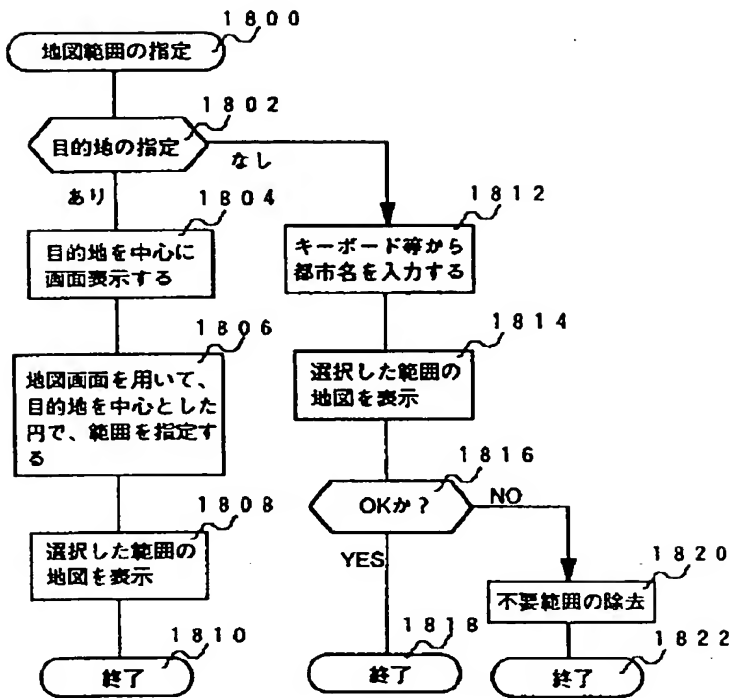 1800
地図範囲の指定
1802
目的地の指定
なし
あり
1804
目的地を中心に
画面表示する
1806
地図画面を用いて、
目的地を中心とした
円で、範囲を指定す
る
1808
選択した範囲の
地図を表示
1810
終了
1812
キーボード等から
都市名を入力する
1814
選択した範囲の
地図を表示
1816
OKか？
NO
YES
1818
終了
1820
不要範囲の除去
1822
終了